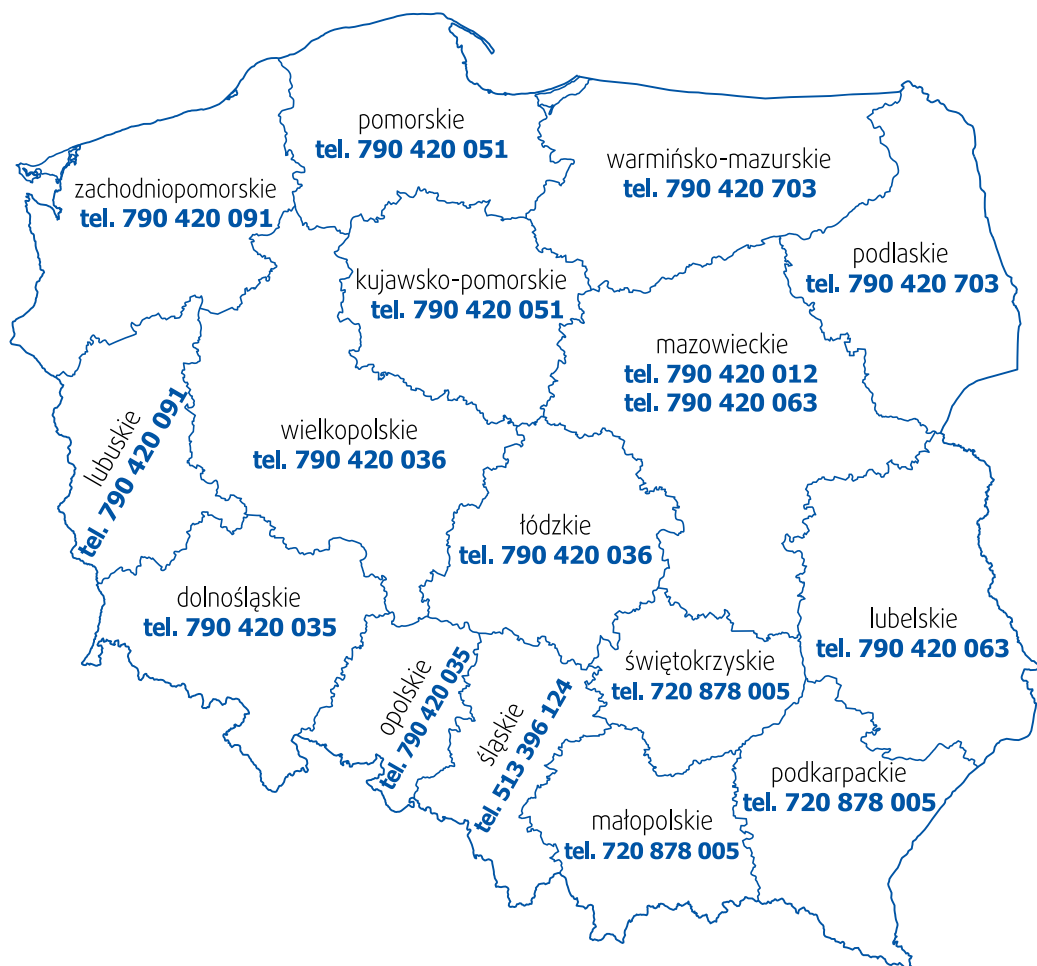 pomorskie
tel. 790 420 051
warmińsko-mazurskie
tel. 790 420 703
zachodniopomorskie
tel. 790 420 091
podlaskie
tel. 790 420 703
kujawsko-pomorskie
tel. 790 420 051
mazowieckie
tel. 790 420 012
tel. 790 420 063
lubuskie
tel. 790 420 091
wielkopolskie
tel. 790 420 036
łódzkie
tel. 790 420 036
dolnośląskie
tel. 790 420 035
lubelskie
tel. 790 420 063
opolskie
tel. 790 420 035
śląskie
tel. 513 396 124
świętokrzyskie
tel. 720 878 005
podkarpackie
tel. 720 878 005
małopolskie
tel. 720 878 005